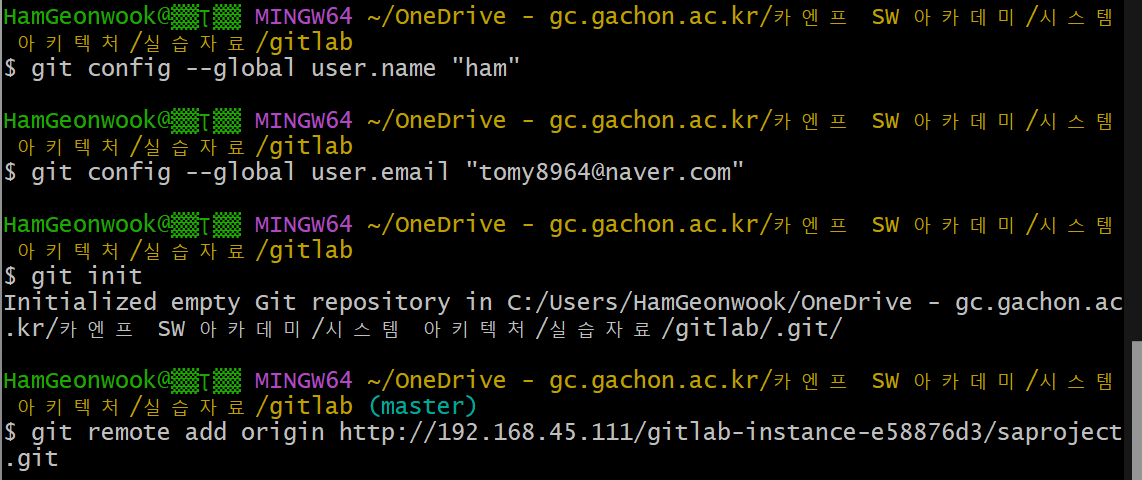 HamGeonwook@▒▒Ʈ▒▒ MINGW64 ~/OneDrive - gc.gachon.ac.kr/카엔프 SW 아카데미/시스템
아키텍처/실습자료/gitlab
$ git config --global user.name "ham"
HamGeonwook@▒▒Ʈ▒▒ MINGW64 ~/OneDrive - gc.gachon.ac.kr/카엔프 SW 아카데미/시스템
아키텍처/실습자료/gitlab
$ git config --global user.email "tomy8964@naver.com"
HamGeonwook@▒▒Ʈ▒▒ MINGW64 ~/OneDrive - gc.gachon.ac.kr/카엔프 SW 아카데미/시스템
아키텍처/실습자료/gitlab
$ git init
Initialized empty Git repository in C:/Users/HamGeonwook/OneDrive - gc.gachon.ac
.kr/카엔프 SW 아카데미/시스템 아키텍처/실습자료/gitlab/.git/
HamGeonwook@▒▒Ʈ▒▒ MINGW64 ~/OneDrive - gc.gachon.ac.kr/카엔프 SW 아카데미/시스템
아키텍처/실습자료/gitlab (master)
$ git remote add origin http://192.168.45.111/gitlab-instance-e58876d3/saproject
.git